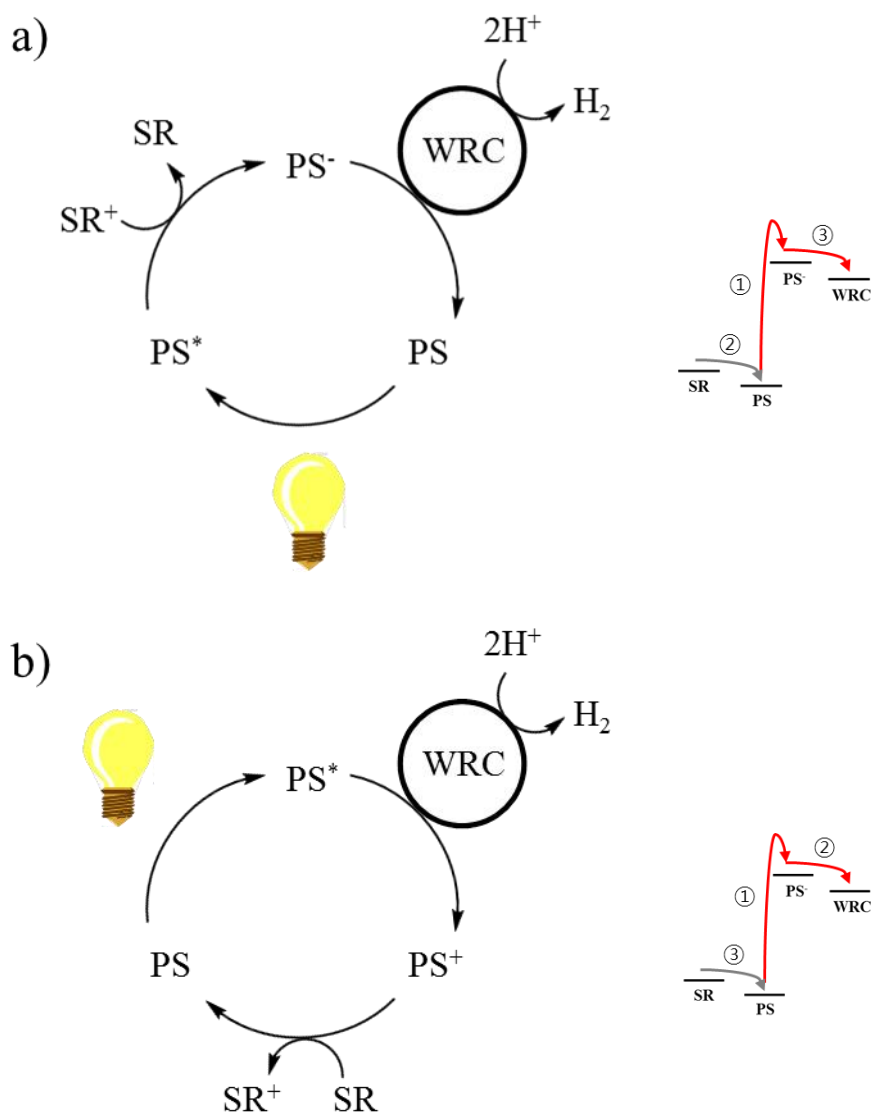 a)
2H⁺
H₂
WRC
SR
PS⁻
SR⁺
PS*
PS
①
②
③
SR
PS
PS⁻
WRC
b)
2H⁺
H₂
WRC
PS*
PS
PS⁺
SR⁺
SR
①
②
③
SR
PS
PS⁻
WRC